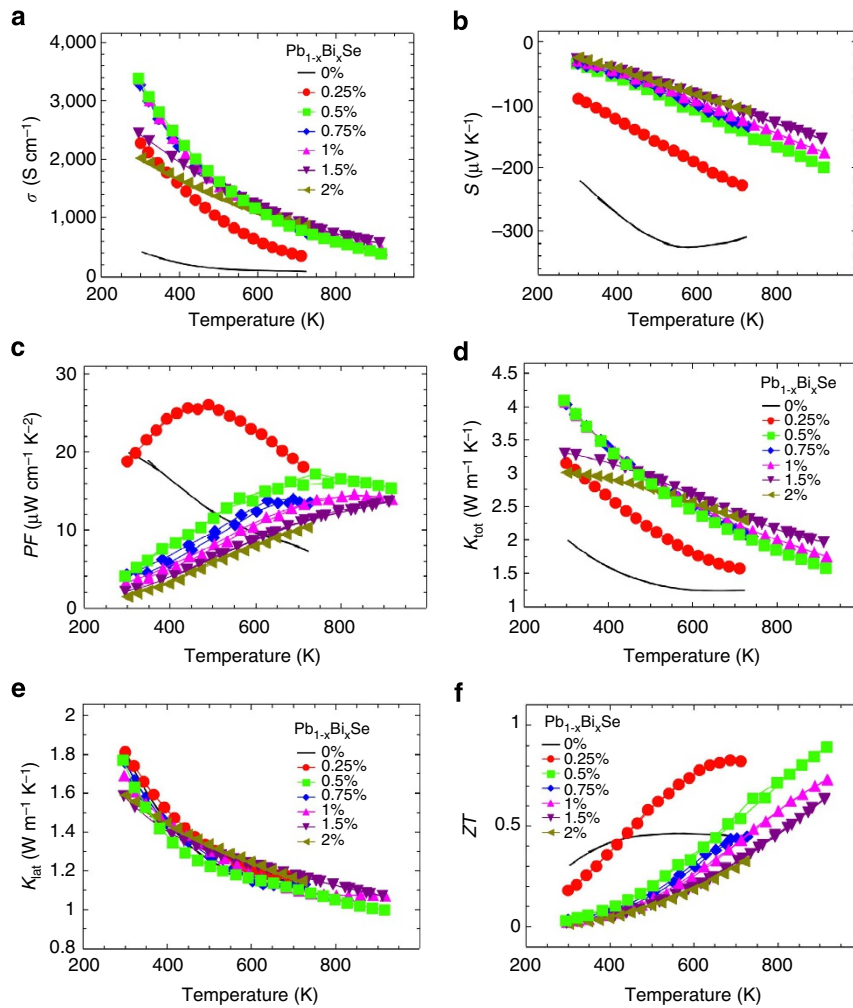 a
4,000
3,000
2,000
1,000
0
σ (S cm⁻¹)
Pb₁₋ₓBiₓSe
0%
0.25%
0.5%
0.75%
1%
1.5%
2%
200 400 600 800
Temperature (K)
b
0
−100
−200
−300
S (μV K⁻¹)
200 400 600 800
Temperature (K)
c
30
20
10
0
PF (μW cm⁻¹ K⁻²)
200 400 600 800
Temperature (K)
d
4.5
4
3.5
3
2.5
2
1.5
1
K_tot (W m⁻¹ K⁻¹)
Pb₁₋ₓBiₓSe
0%
0.25%
0.5%
0.75%
1%
1.5%
2%
200 400 600 800
Temperature (K)
e
2
1.8
1.6
1.4
1.2
1
0.8
K_lat (W m⁻¹ K⁻¹)
Pb₁₋ₓBiₓSe
0%
0.25%
0.5%
0.75%
1%
1.5%
2%
200 400 600 800
Temperature (K)
f
1
0.5
0
ZT
Pb₁₋ₓBiₓSe
0%
0.25%
0.5%
0.75%
1%
1.5%
2%
200 400 600 800
Temperature (K)